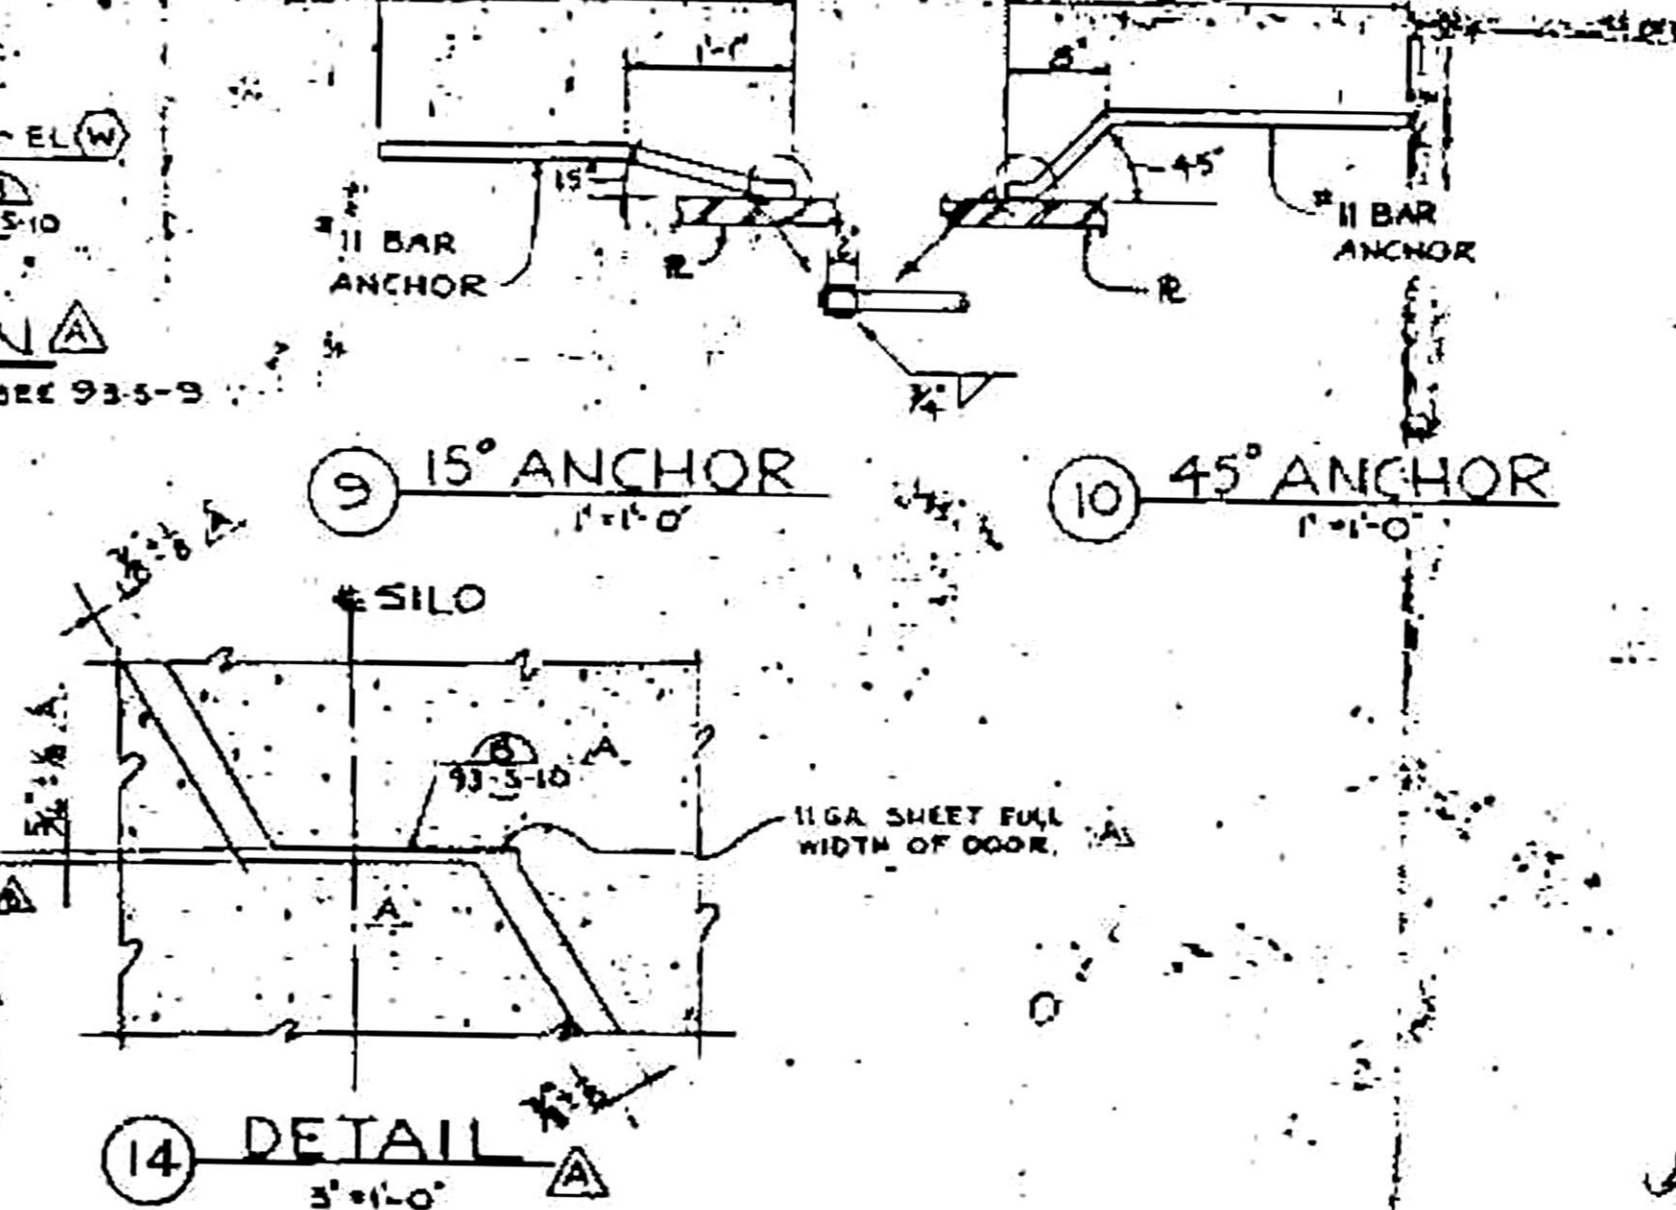 1'-1"
8"
EL W
15°
45°
5-10
#11 BAR
ANCHOR
PL
2"
PL
#11 BAR
ANCHOR
A
SEE 93-5-9
3/4"
9 15° ANCHOR
1"=1'-0"
10 45° ANCHOR
1"=1'-0"
A
℄ SILO
A
B A
93-5-10
11 GA. SHEET FULL
WIDTH OF DOOR. A
A
A
14 DETAIL A
3"=1'-0"